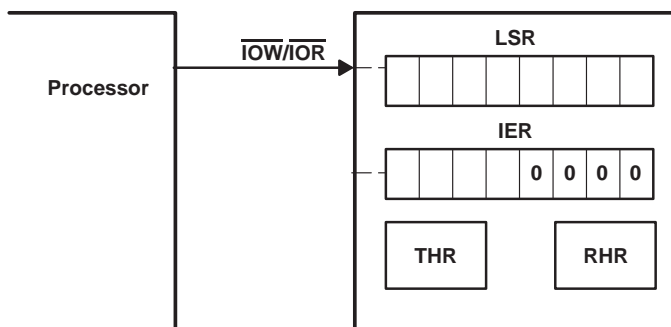 LSR
IOW/IOR
Processor
IER
0 0 0 0
THR RHR